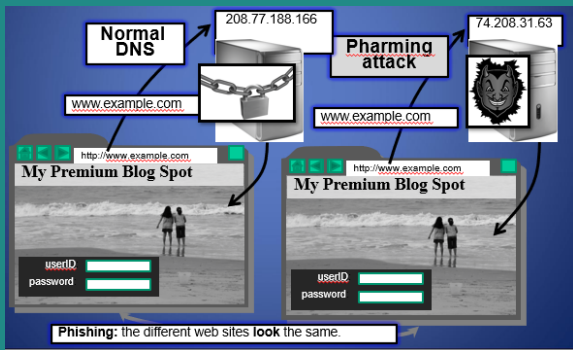 208.77.188.166
Normal
DNS
www.example.com
74.208.31.63
Pharming
attack
www.example.com
http://www.example.com
My Premium Blog Spot
userID
password
http://www.example.com
My Premium Blog Spot
userID
password
Phishing: the different web sites look the same.